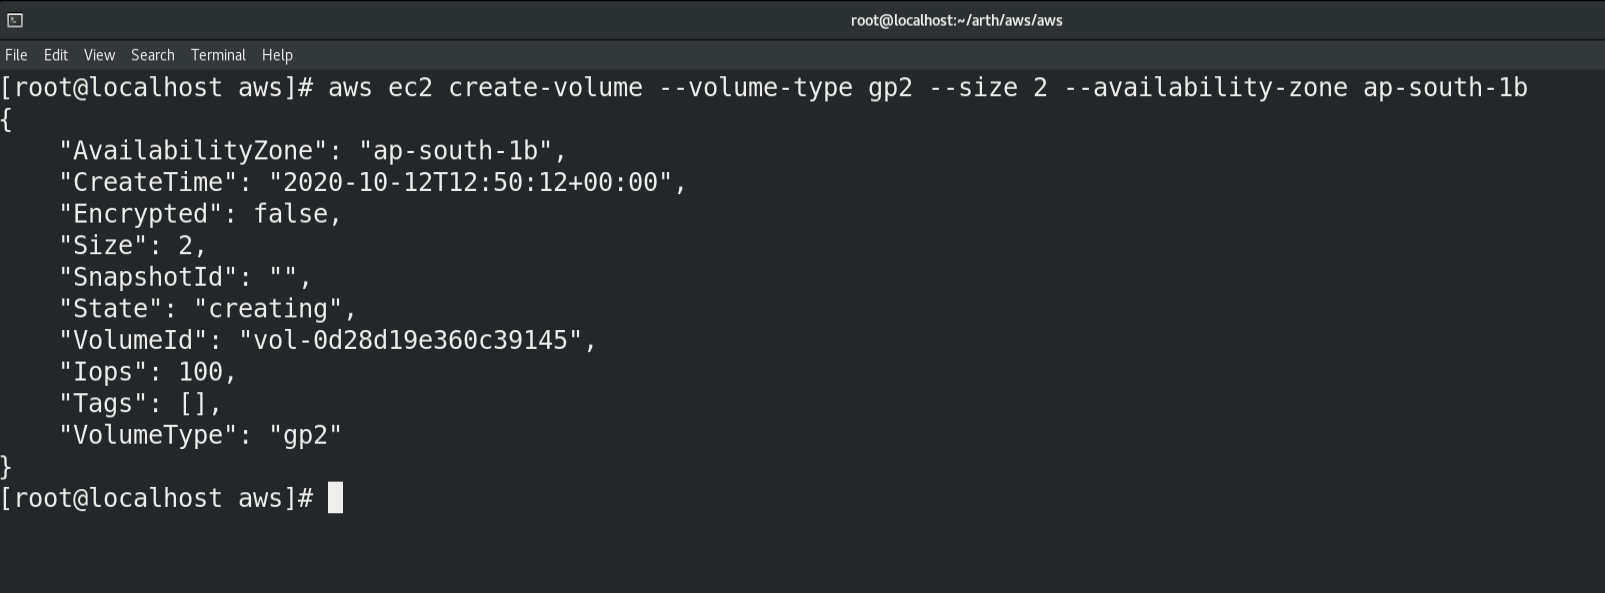 root@localhost:~/arth/aws/aws
File Edit View Search Terminal Help
[root@localhost aws]# aws ec2 create-volume --volume-type gp2 --size 2 --availability-zone ap-south-1b
{
    "AvailabilityZone": "ap-south-1b",
    "CreateTime": "2020-10-12T12:50:12+00:00",
    "Encrypted": false,
    "Size": 2,
    "SnapshotId": "",
    "State": "creating",
    "VolumeId": "vol-0d28d19e360c39145",
    "Iops": 100,
    "Tags": [],
    "VolumeType": "gp2"
}
[root@localhost aws]#